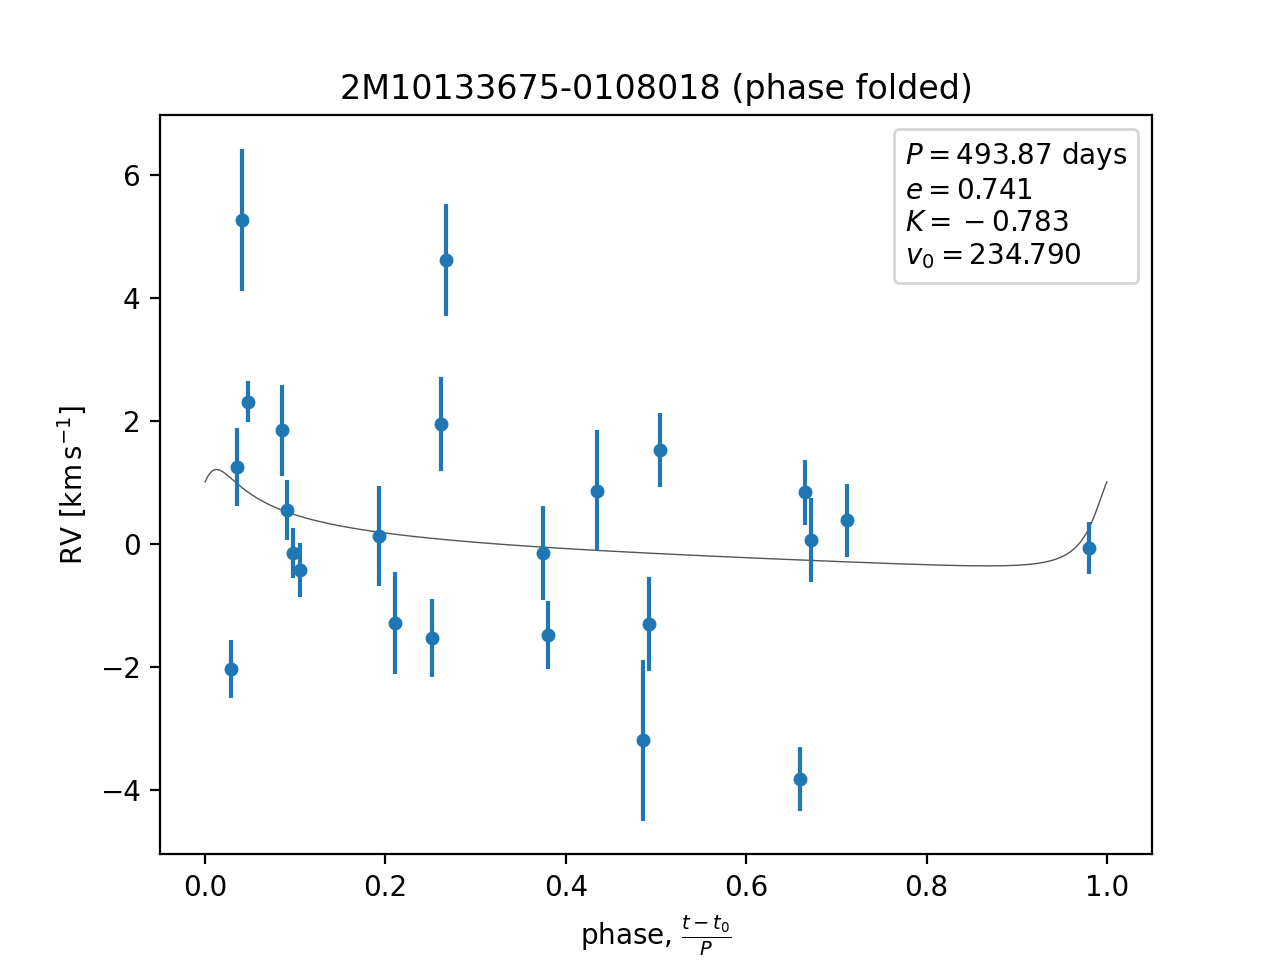 2M10133675-0108018 (phase folded)
P = 493.87 days
e = 0.741
K = −0.783
v₀ = 234.790
RV [km s⁻¹]
6
4
2
0
−2
−4
0.0 0.2 0.4 0.6 0.8 1.0
phase, (t − t₀)/P